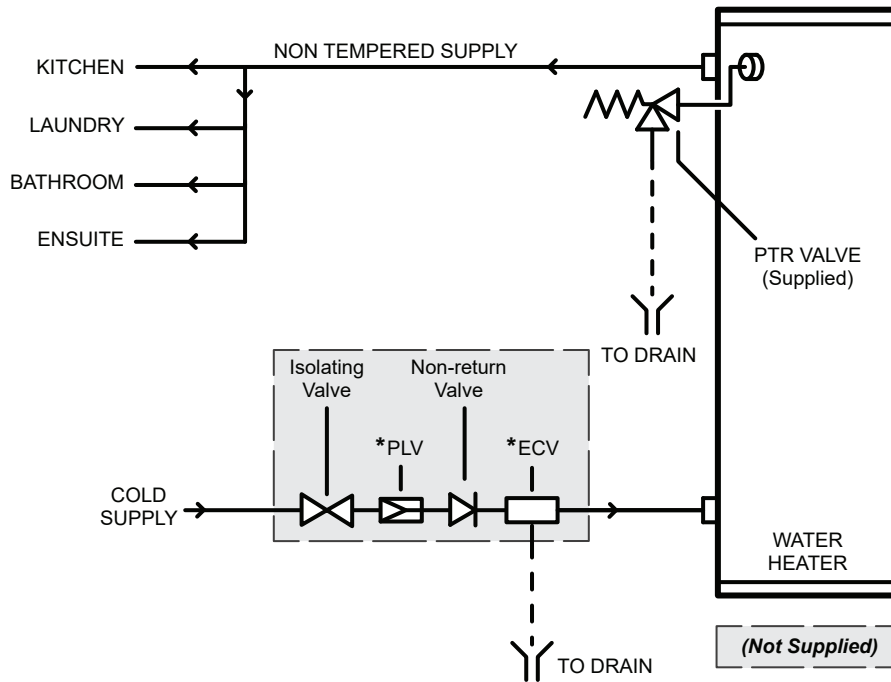 NON TEMPERED SUPPLY
KITCHEN
LAUNDRY
BATHROOM
ENSUITE
PTR VALVE
(Supplied)
TO DRAIN
Isolating
Valve
Non-return
Valve
*PLV
*ECV
COLD
SUPPLY
WATER
HEATER
(Not Supplied)
TO DRAIN